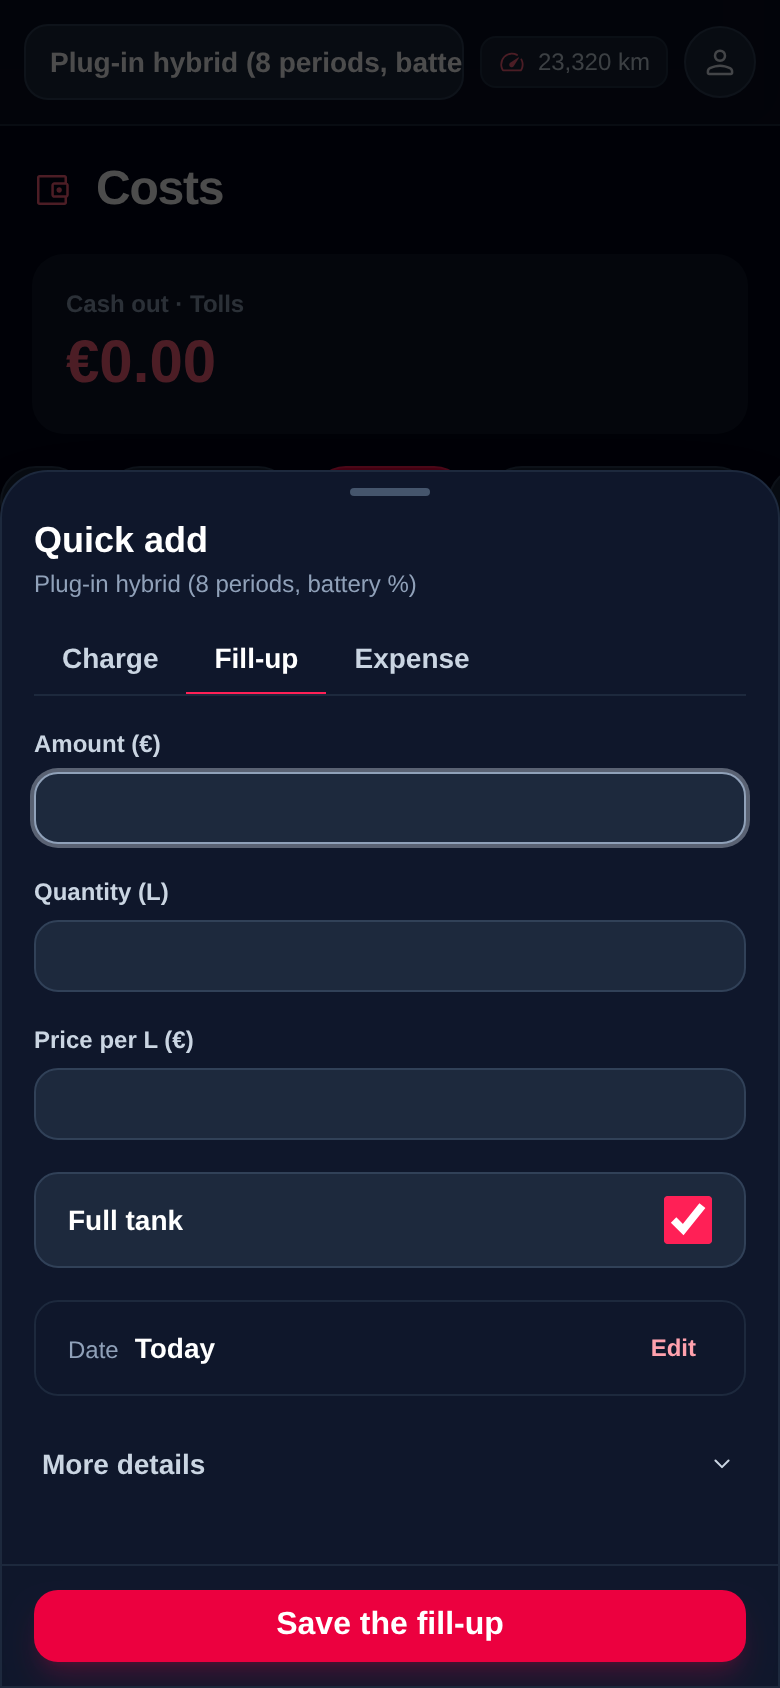 Plug-in hybrid (8 periods, batte
23,320 km
Costs
Cash out · Tolls
€0.00
Quick add
Plug-in hybrid (8 periods, battery %)
Charge Fill-up Expense
Amount (€)
Quantity (L)
Price per L (€)
Full tank
Date Today Edit
More details
Save the fill-up